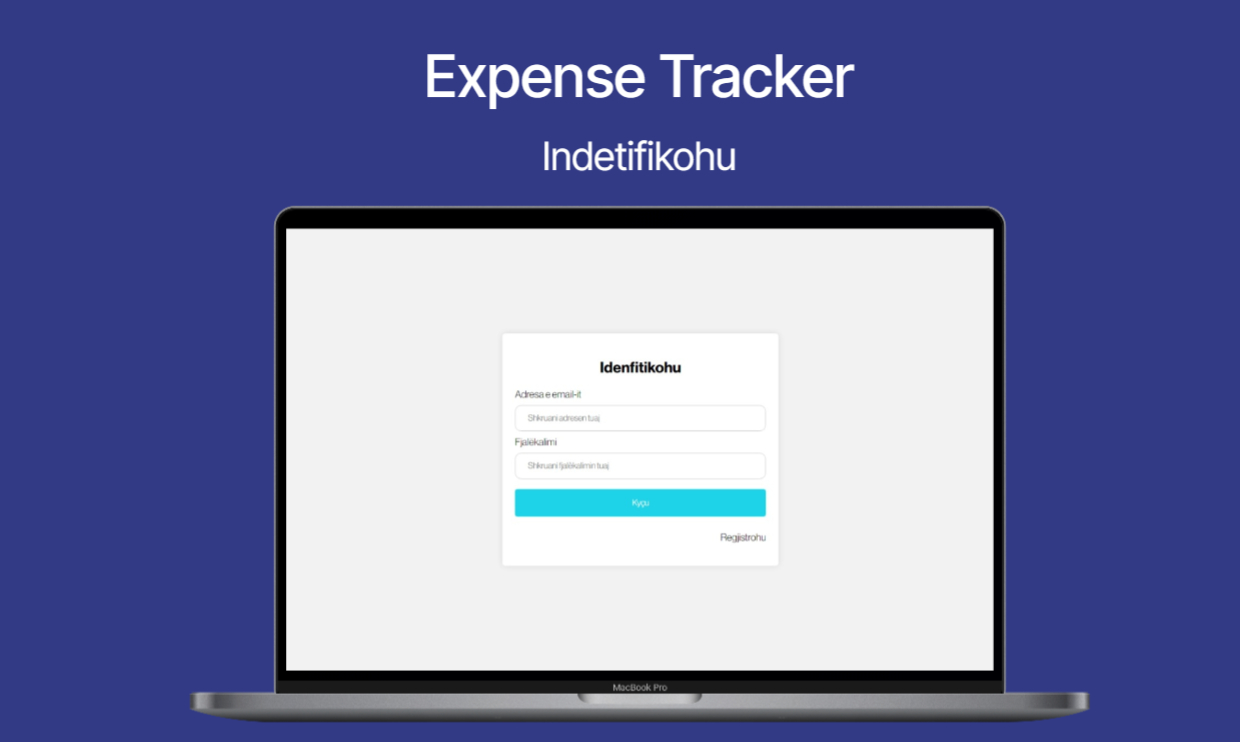 Expense Tracker
Indetifikohu
Idenfitikohu
Adresa e email-it
Shkruani adresen tuaj
Fjalëkalimi
Shkruani fjalëkalimin tuaj
Kyçu
Regjistrohu
MacBook Pro